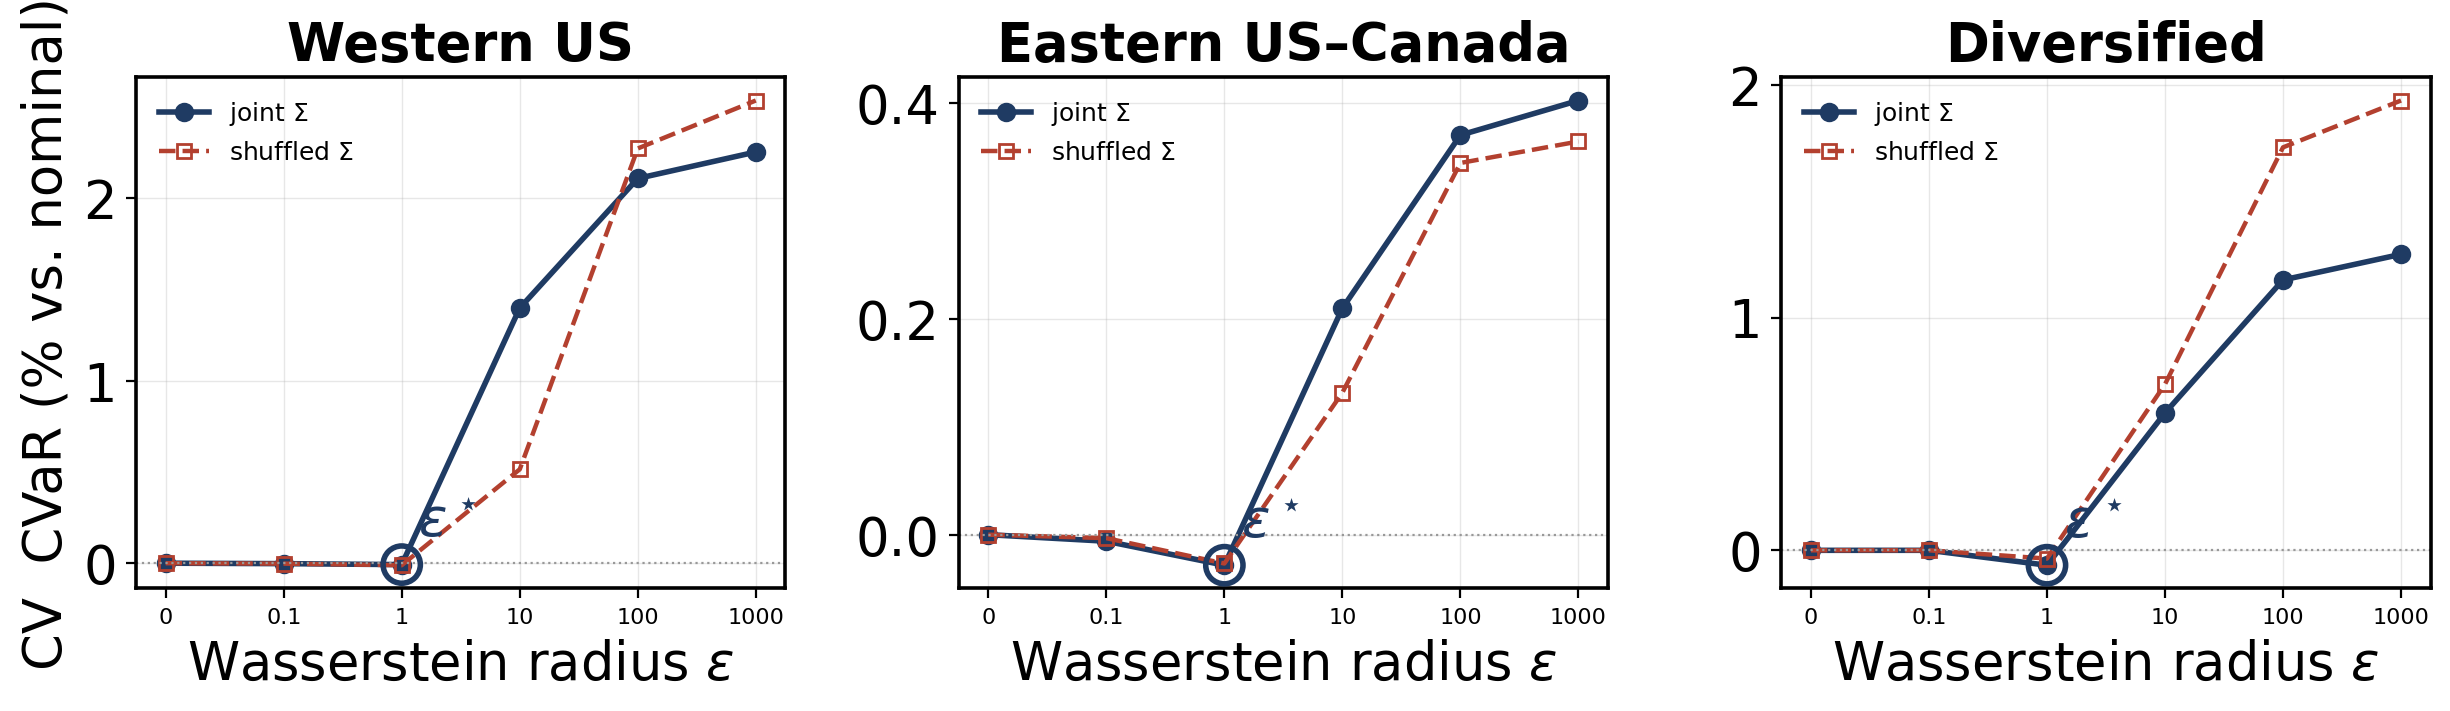 CV CVaR (% vs. nominal)
Western US
joint Σ
shuffled Σ
2
1
0
ε*
0 0.1 1 10 100 1000
Wasserstein radius ε
Eastern US–Canada
joint Σ
shuffled Σ
0.4
0.2
0.0
ε*
0 0.1 1 10 100 1000
Wasserstein radius ε
Diversified
joint Σ
shuffled Σ
2
1
0
ε*
0 0.1 1 10 100 1000
Wasserstein radius ε